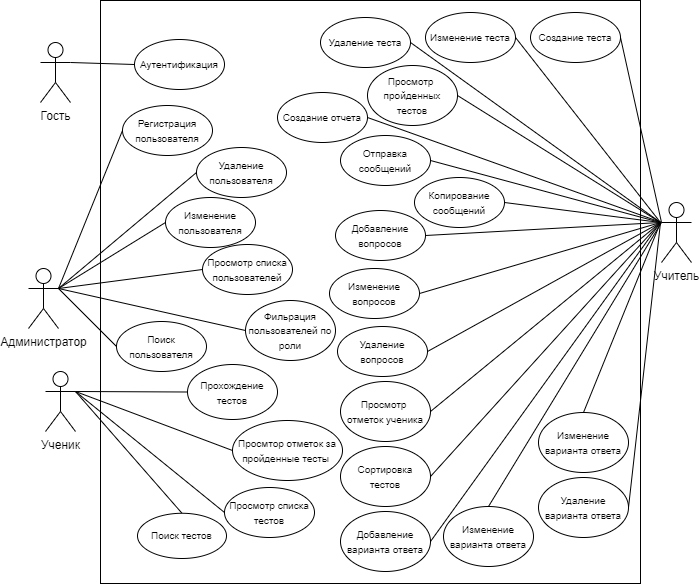 Удаление теста
Изменение теста
Создание теста
Аутентификация
Гость
Просмотр
пройденных
тестов
Создание отчета
Регистрация
пользователя
Отправка
сообщений
Удаление
пользователя
Копирование
сообщений
Изменение
пользователя
Добавление
вопросов
Учитель
Просмотр списка
пользователей
Изменение
вопросов
Администратор
Фильрация
пользователей по
роли
Поиск
пользователя
Удаление
вопросов
Прохождение
тестов
Просмотр
отметок ученика
Ученик
Просмтор отметок за
пройденные тесты
Изменение
варианта ответа
Сортировка
тестов
Просмотр списка
тестов
Удаление
варианта ответа
Поиск тестов
Добавление
варианта ответа
Изменение
варианта ответа